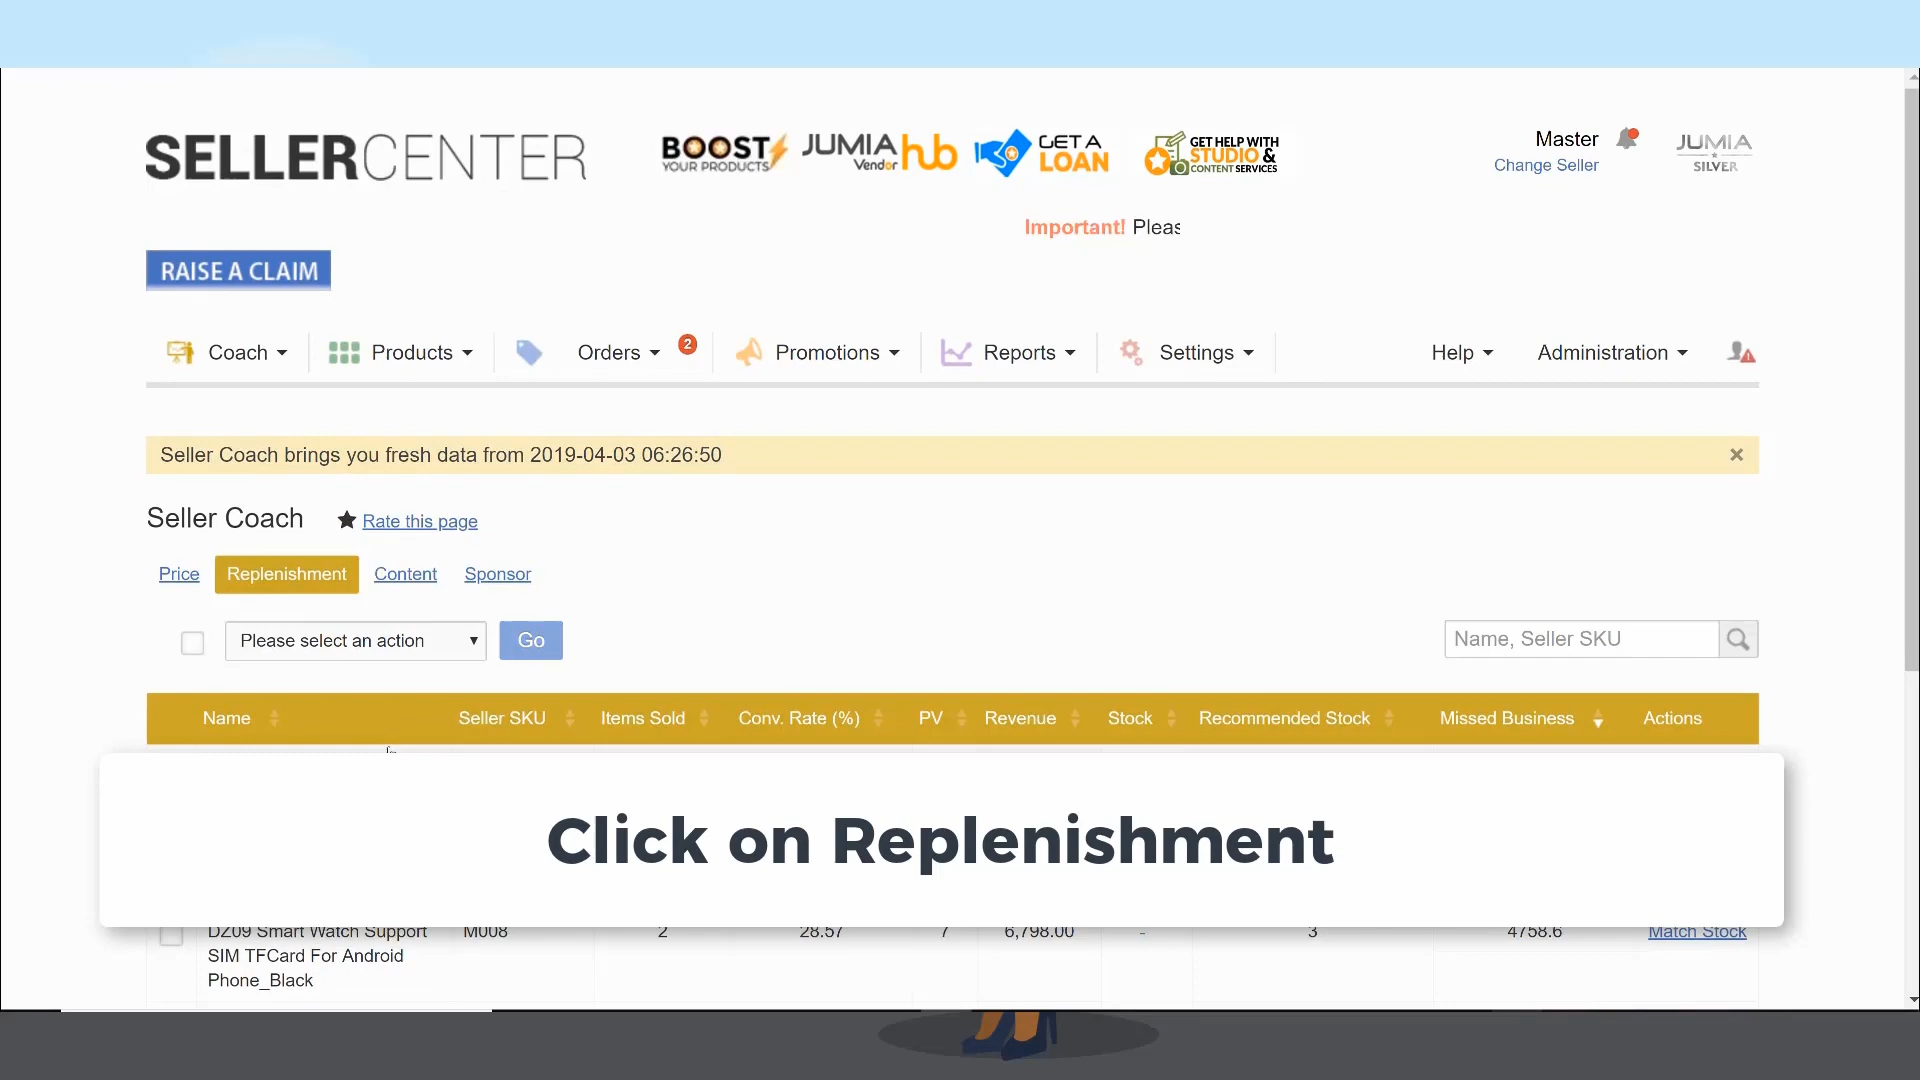 SELLERCENTER
BOOST
YOUR PRODUCTS
JUMIA hub
Vendor
GET A
LOAN
GET HELP WITH
STUDIO &
CONTENT SERVICES
Master
Change Seller
JUMIA
SILVER
Important! Pleas
RAISE A CLAIM
Coach
Products
Orders
2
Promotions
Reports
Settings
Help
Administration
Seller Coach brings you fresh data from 2019-04-03 06:26:50
×
Seller Coach
Rate this page
Price
Replenishment
Content
Sponsor
Please select an action
Go
Name, Seller SKU
Name
Seller SKU
Items Sold
Conv. Rate (%)
PV
Revenue
Stock
Recommended Stock
Missed Business
Actions
Click on Replenishment
DZ09 Smart Watch Support
SIM TFCard For Android
Phone_Black
M008
2
28.57
7
6,798.00
-
3
4758.6
Match Stock